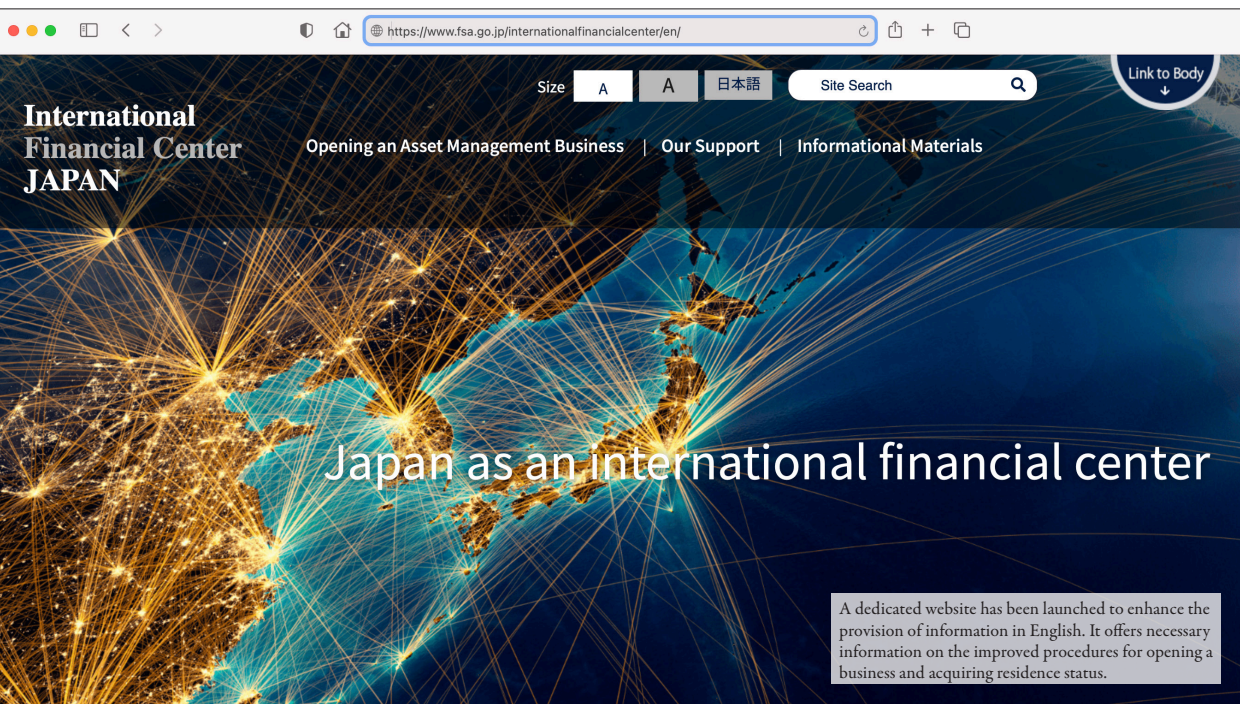 https://www.fsa.go.jp/internationalfinancialcenter/en/
Size A A 日本語 Site Search
Link to Body
International
Financial Center
JAPAN
Opening an Asset Management Business | Our Support | Informational Materials
Japan as an international financial center
A dedicated website has been launched to enhance the
provision of information in English. It offers necessary
information on the improved procedures for opening a
business and acquiring residence status.